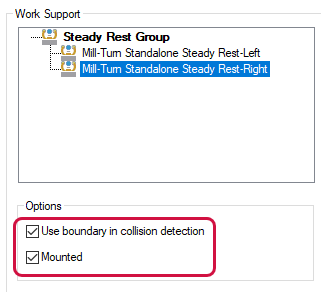 Work Support
Steady Rest Group
Mill-Turn Standalone Steady Rest-Left
Mill-Turn Standalone Steady Rest-Right
Options
Use boundary in collision detection
Mounted